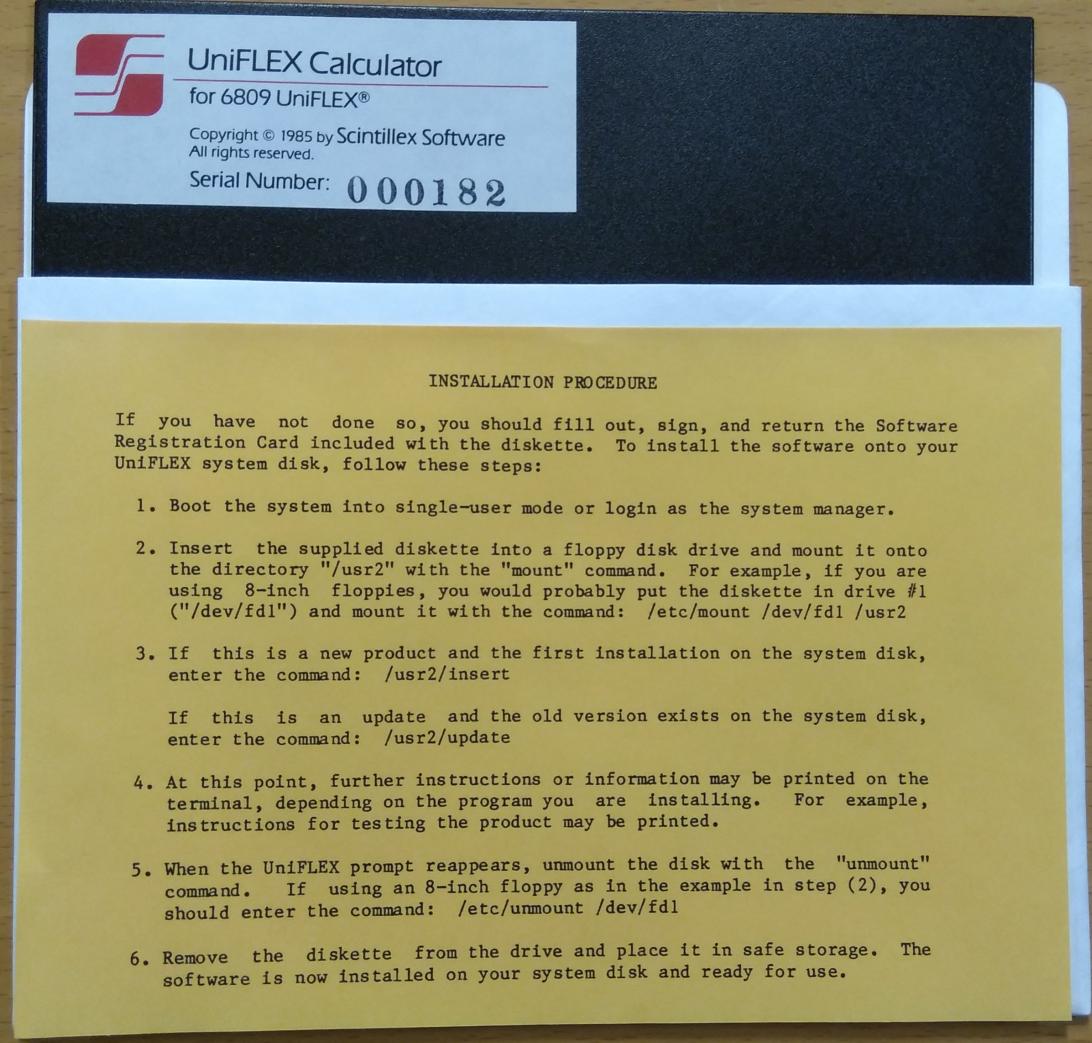 UniFLEX Calculator
for 6809 UniFLEX®
Copyright © 1985 by Scintillex Software
All rights reserved.
Serial Number: 000182
INSTALLATION PROCEDURE
If you have not done so, you should fill out, sign, and return the Software
Registration Card included with the diskette. To install the software onto your
UniFLEX system disk, follow these steps:
1. Boot the system into single-user mode or login as the system manager.
2. Insert the supplied diskette into a floppy disk drive and mount it onto
the directory "/usr2" with the "mount" command. For example, if you are
using 8-inch floppies, you would probably put the diskette in drive #1
("/dev/fd1") and mount it with the command: /etc/mount /dev/fd1 /usr2
3. If this is a new product and the first installation on the system disk,
enter the command: /usr2/insert
If this is an update and the old version exists on the system disk,
enter the command: /usr2/update
4. At this point, further instructions or information may be printed on the
terminal, depending on the program you are installing. For example,
instructions for testing the product may be printed.
5. When the UniFLEX prompt reappears, unmount the disk with the "unmount"
command. If using an 8-inch floppy as in the example in step (2), you
should enter the command: /etc/unmount /dev/fd1
6. Remove the diskette from the drive and place it in safe storage. The
software is now installed on your system disk and ready for use.